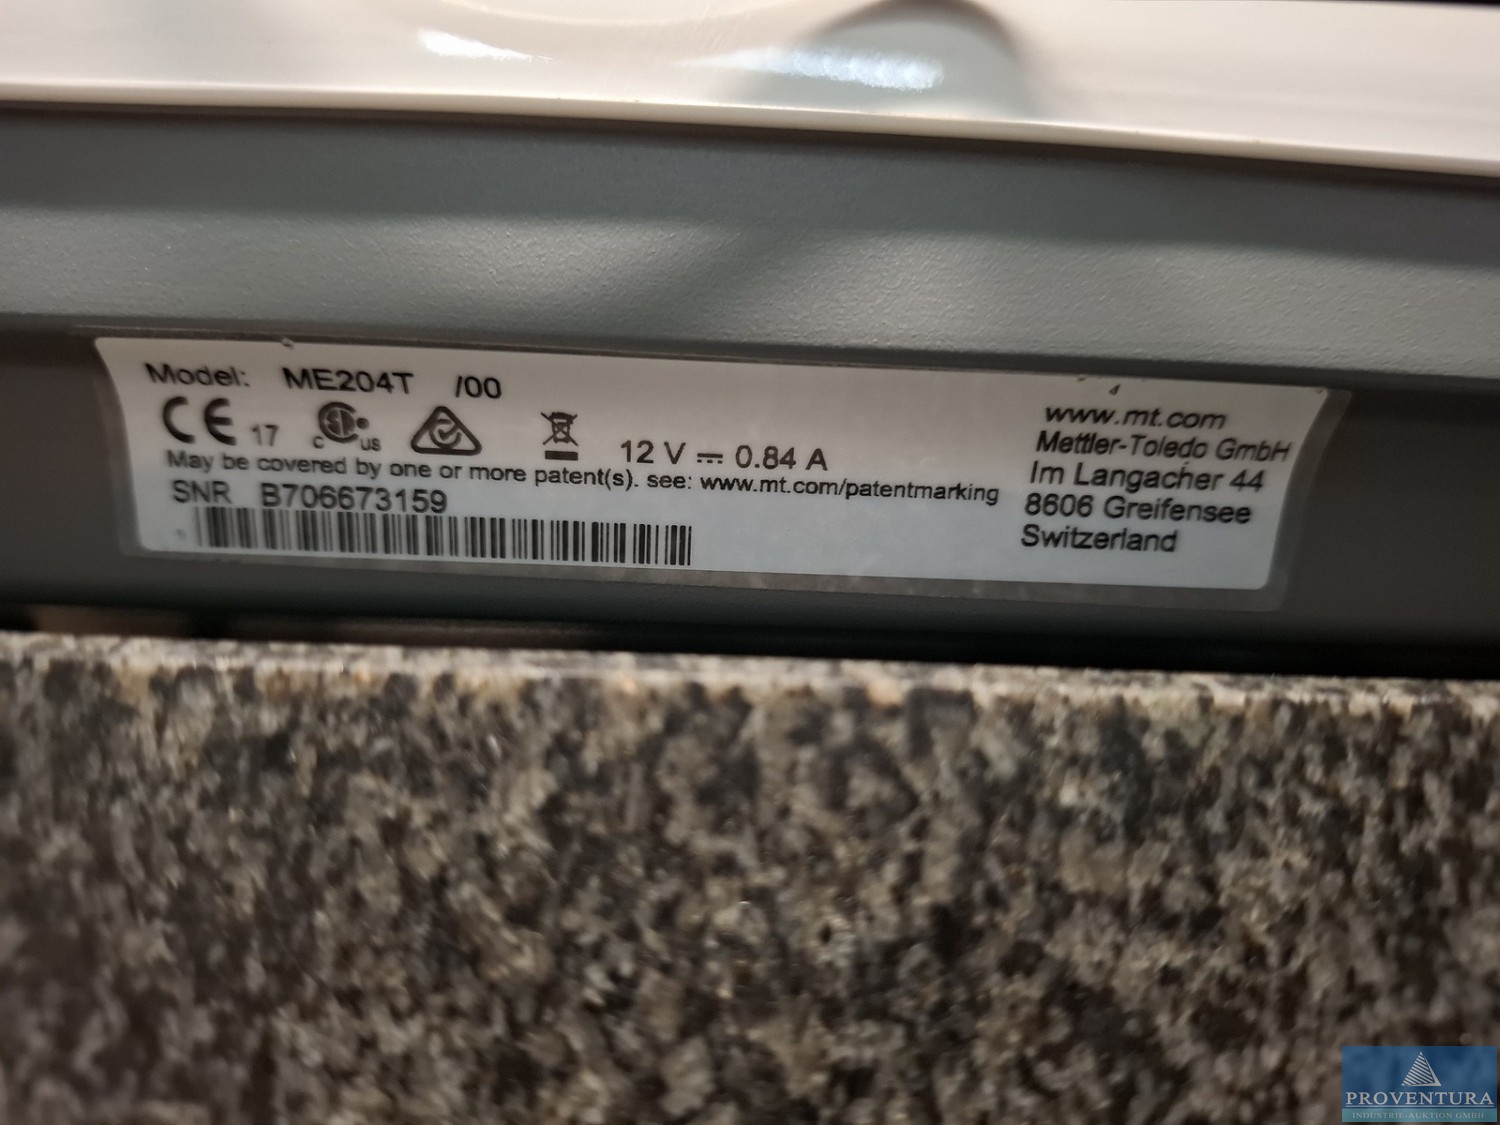 Model: ME204T /00
CE 17 c us
12 V 0.84 A
May be covered by one or more patent(s). see: www.mt.com/patentmarking
SNR B706673159
www.mt.com
Mettler-Toledo GmbH
Im Langacher 44
8606 Greifensee
Switzerland
PROVENTURA
INDUSTRIE-AUKTION GMBH